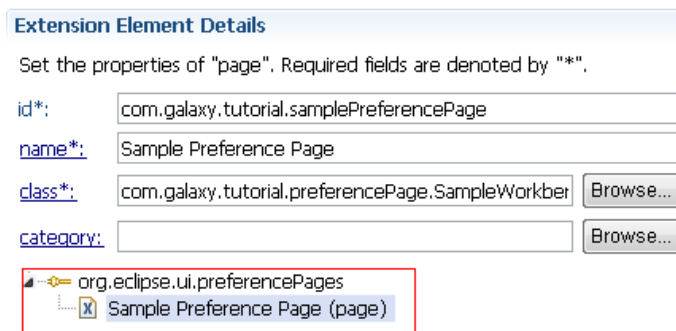 Extension Element Details
Set the properties of "page". Required fields are denoted by "*".
id*: com.galaxy.tutorial.samplePreferencePage
name*: Sample Preference Page
class*: com.galaxy.tutorial.preferencePage.SampleWorkber Browse...
category: Browse...
org.eclipse.ui.preferencePages
Sample Preference Page (page)